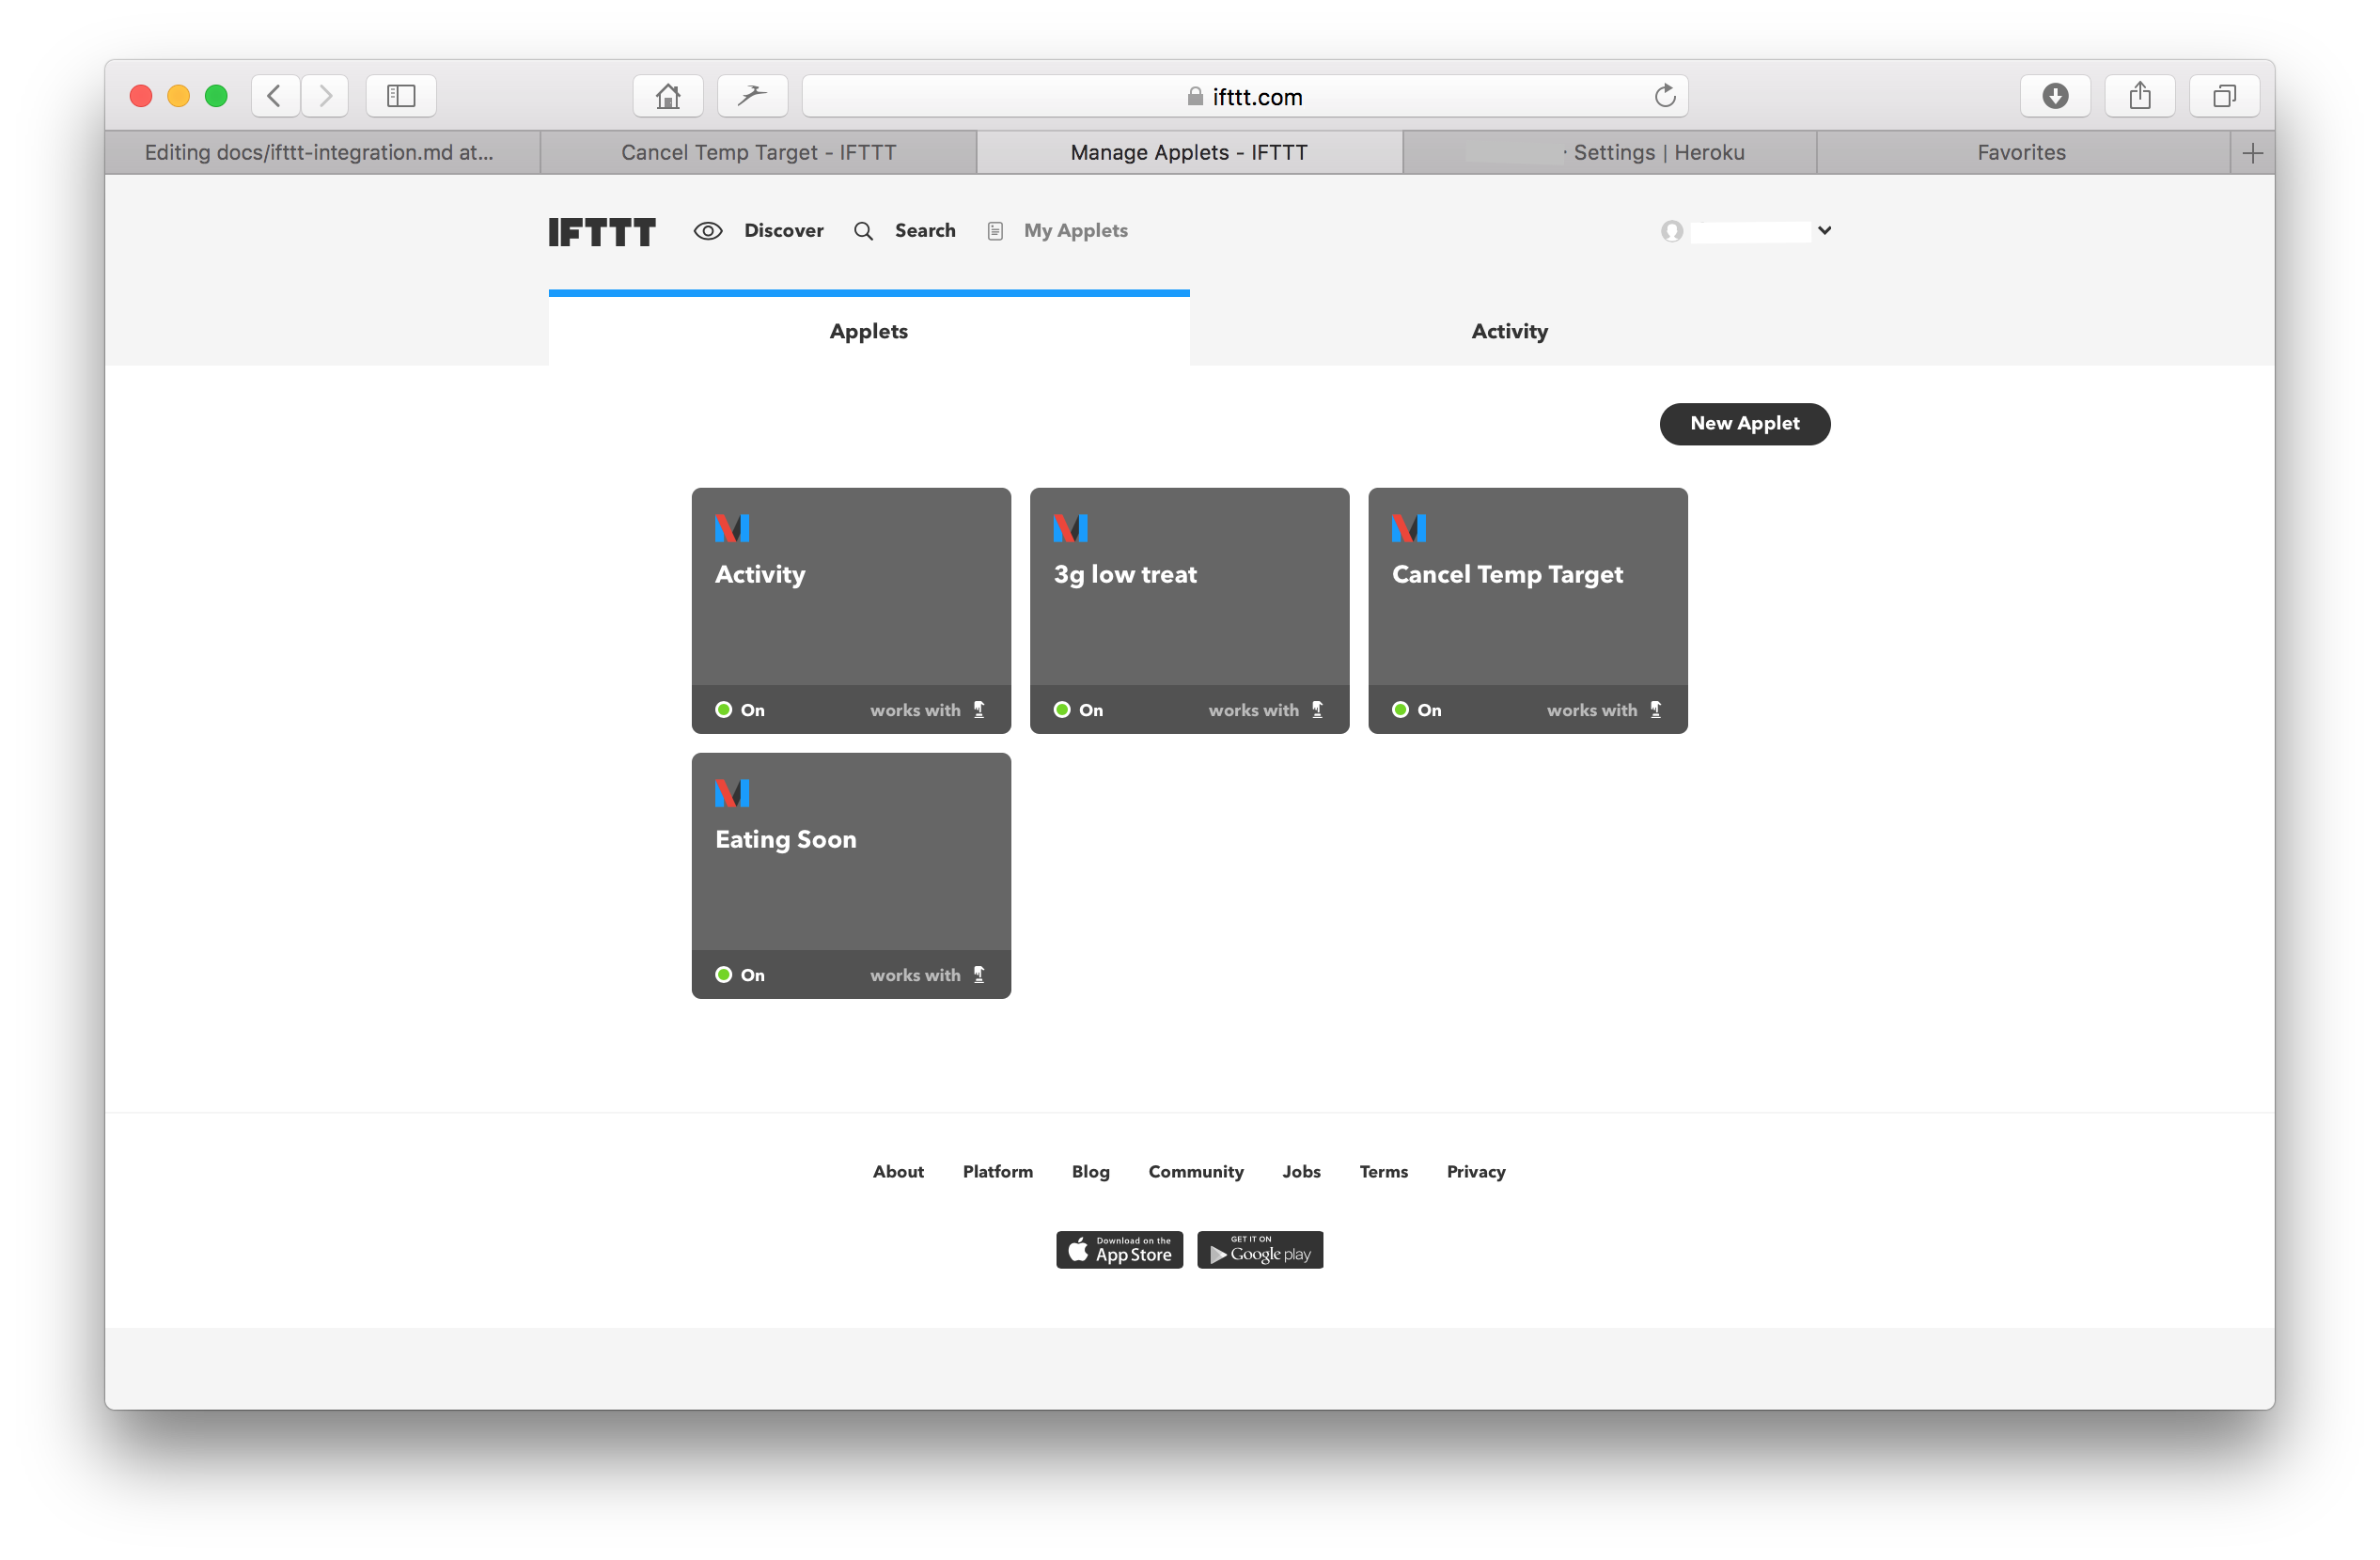 ifttt.com
Editing docs/ifttt-integration.md at... Cancel Temp Target - IFTTT Manage Applets - IFTTT · Settings | Heroku Favorites
IFTTT Discover Search My Applets
Applets Activity
New Applet
Activity
On works with
3g low treat
On works with
Cancel Temp Target
On works with
Eating Soon
On works with
About Platform Blog Community Jobs Terms Privacy
Download on the
App Store
GET IT ON
Google play